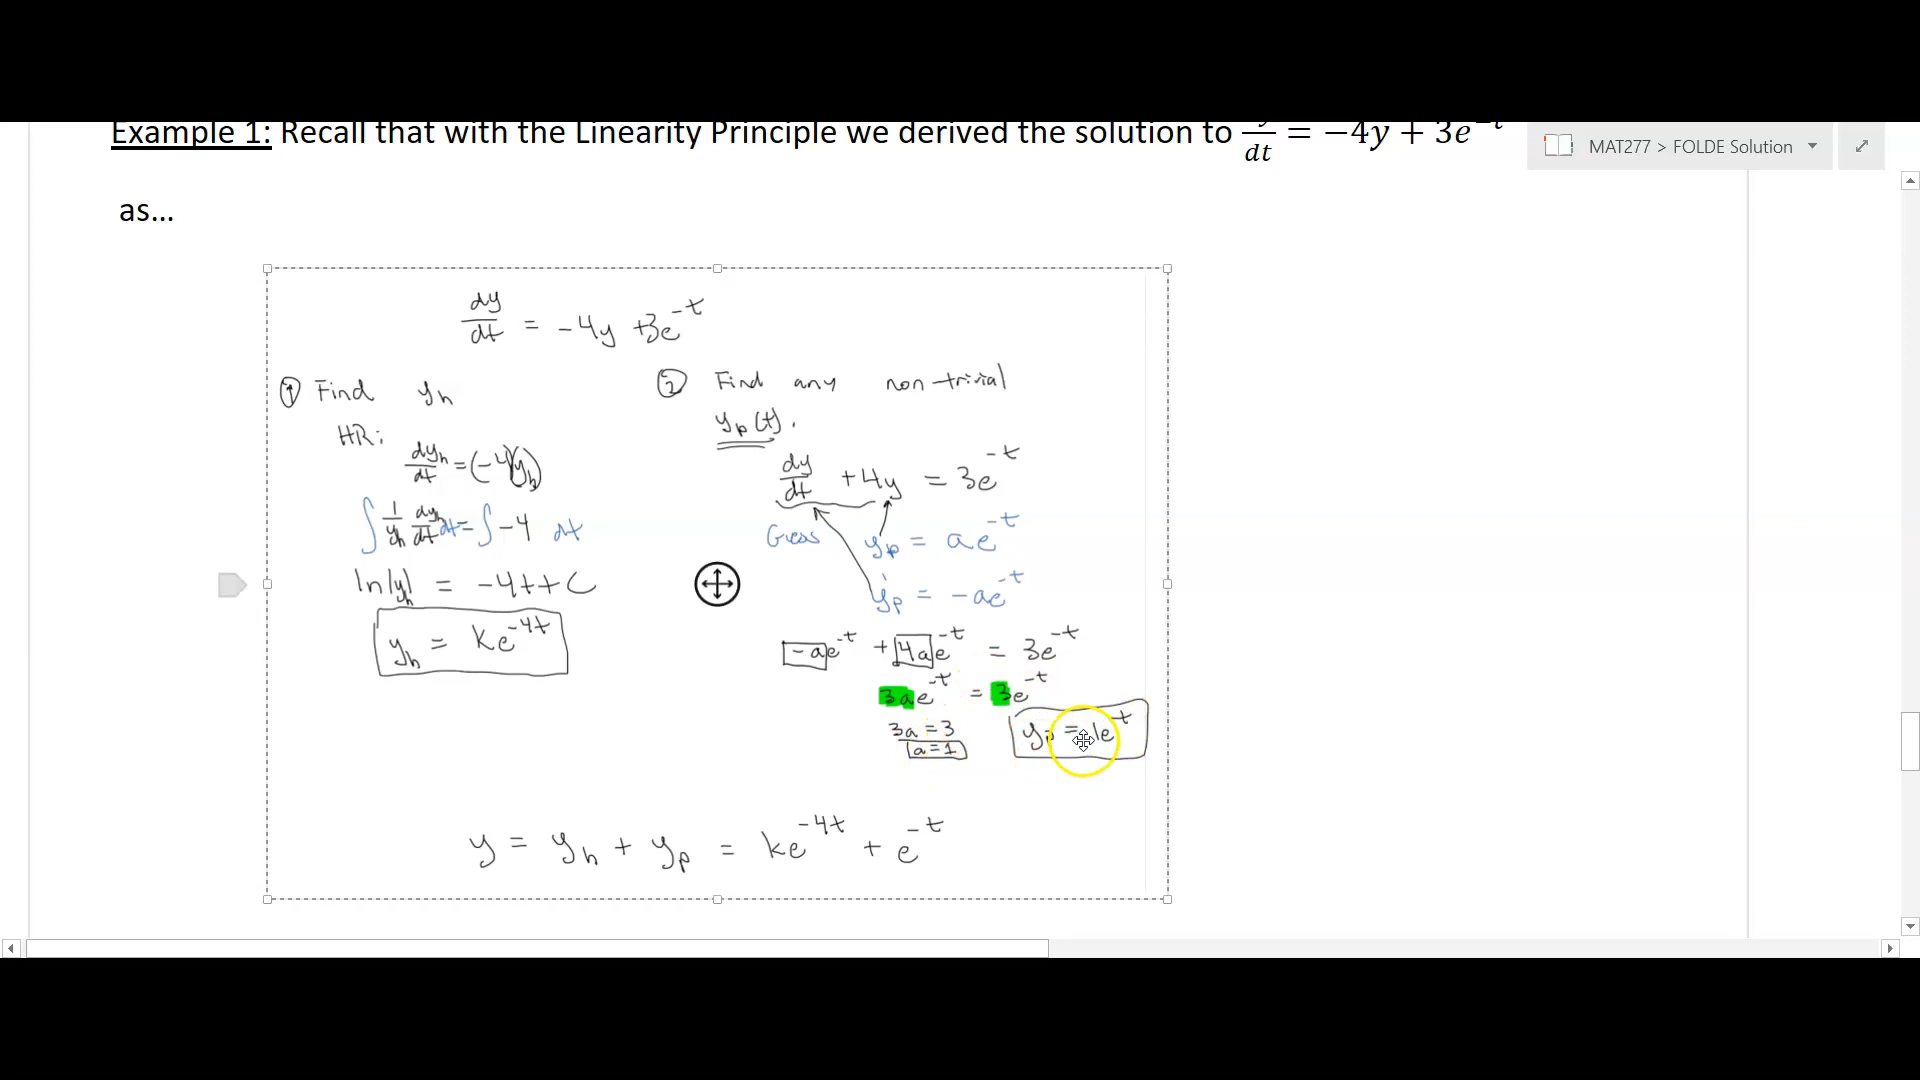 Example 1: Recall that with the Linearity Principle we derived the solution to dy/dt = −4y + 3e^−t
MAT277 > FOLDE Solution
as...
dy/dt = -4y + 3e^-t
① Find y_h
HR:
dy_h/dt = (-4)(y_h)
∫ 1/y_h dy_h/dt dt = ∫ -4 dt
ln|y_h| = -4t + C
y_h = ke^-4t
② Find any non-trivial
y_p(t).
dy/dt + 4y = 3e^-t
Guess y_p = ae^-t
y_p' = -ae^-t
-ae^-t + 4ae^-t = 3e^-t
3ae^-t = 3e^-t
3a = 3
a = 1
y_p = 1e^-t
y = y_h + y_p = ke^-4t + e^-t